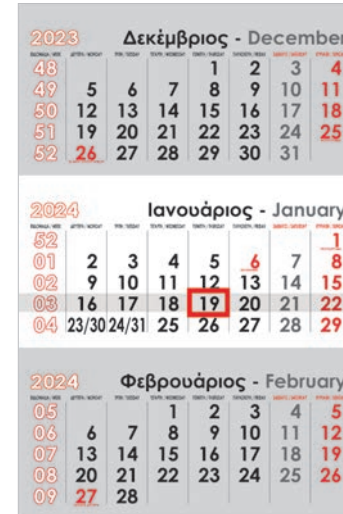 2023 Δεκέμβριος - December
48 1 2 3 4
49 5 6 7 8 9 10 11
50 12 13 14 15 16 17 18
51 19 20 21 22 23 24 25
52 26 27 28 29 30 31
2024 Ιανουάριος - January
52 1
01 2 3 4 5 6 7 8
02 9 10 11 12 13 14 15
03 16 17 18 19 20 21 22
04 23/30 24/31 25 26 27 28 29
2024 Φεβρουάριος - Februry
05 1 2 3 4 5
06 6 7 8 9 10 11 12
07 13 14 15 16 17 18 19
08 20 21 22 23 24 25 26
09 27 28